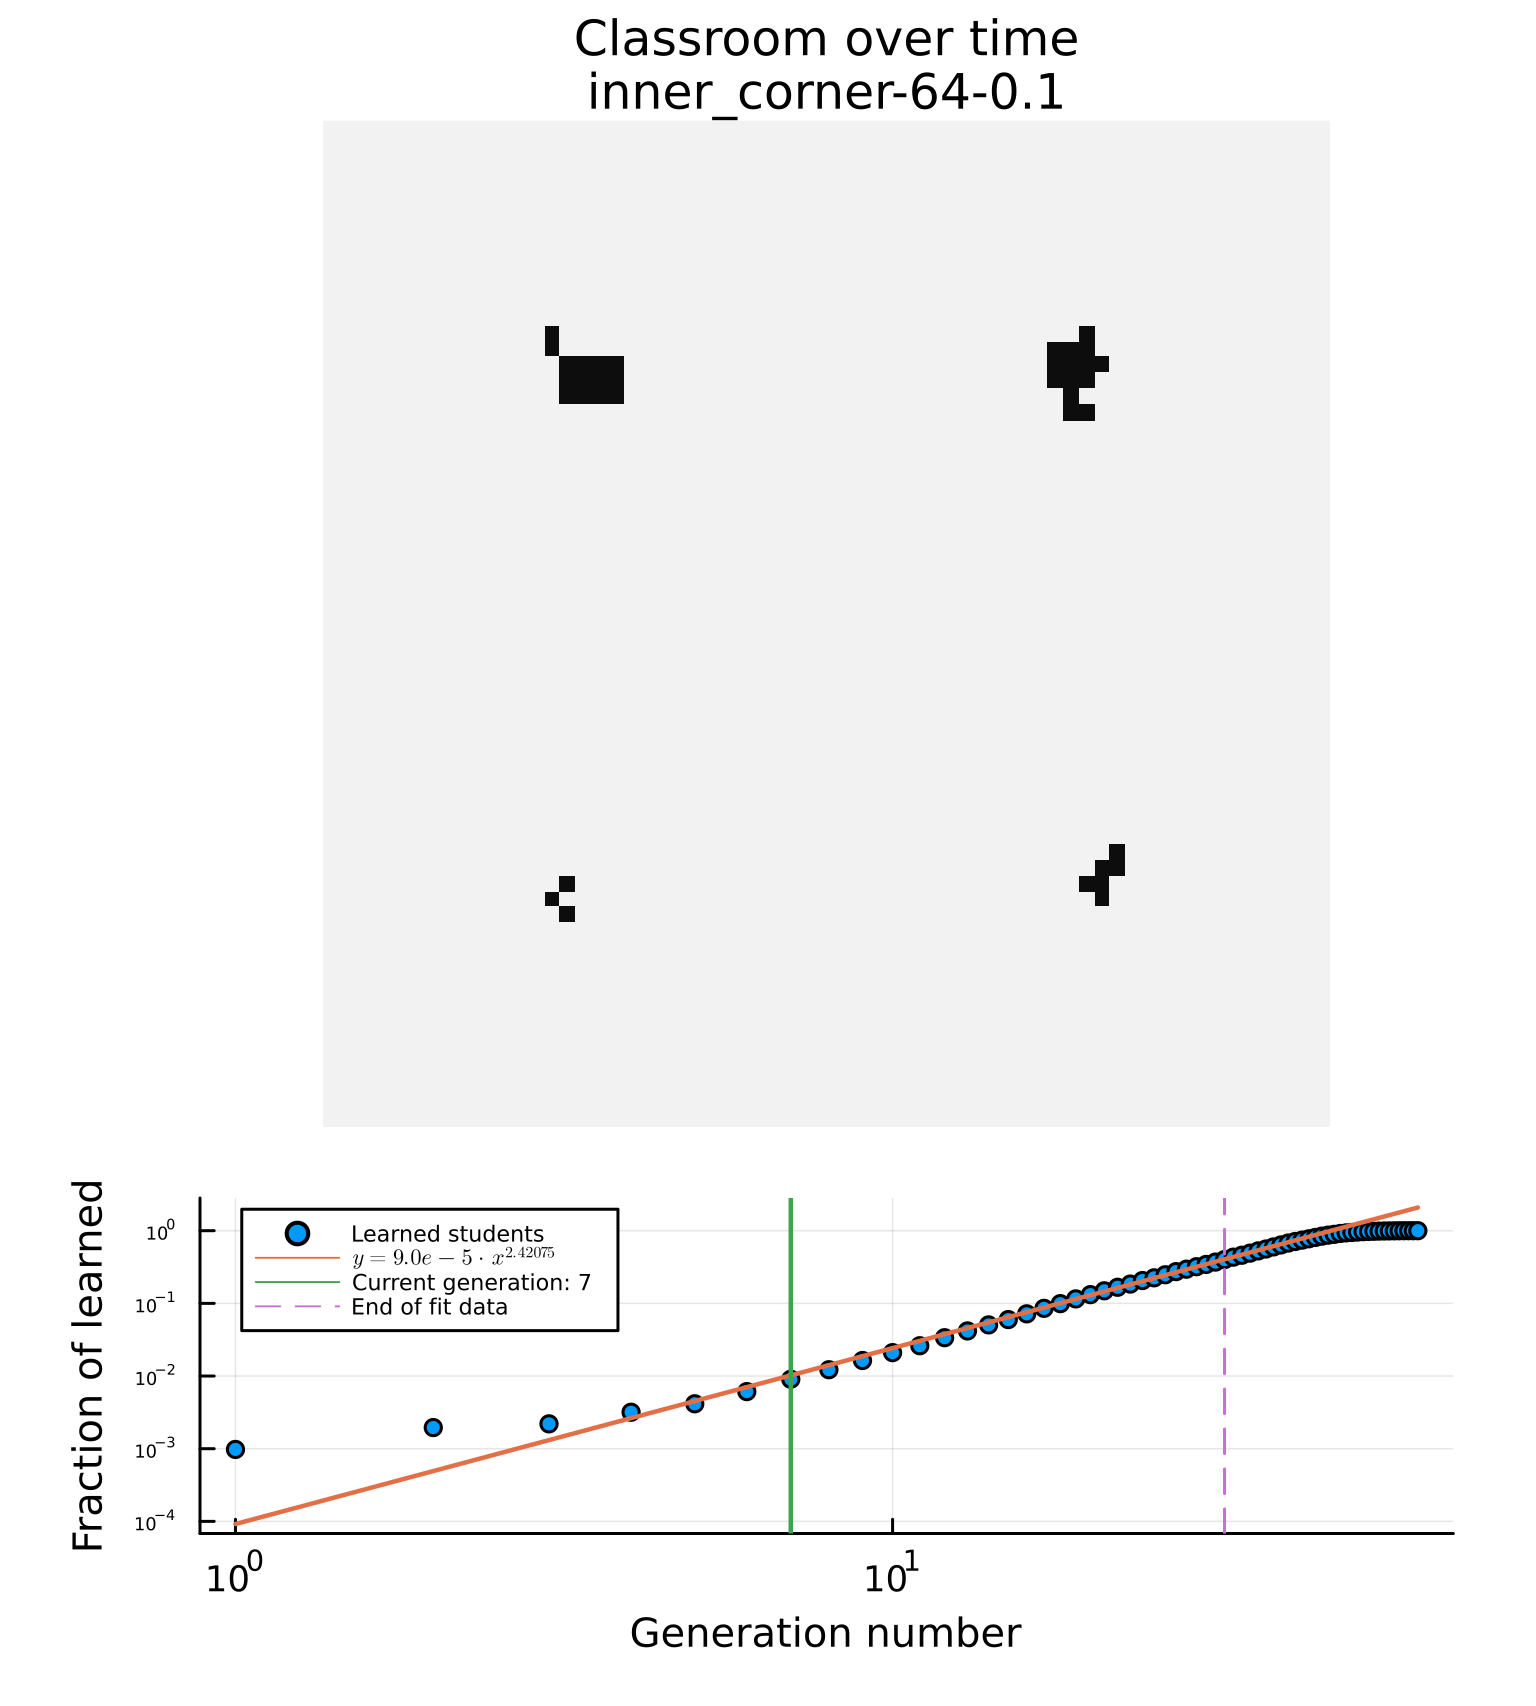 Classroom over time
inner_corner-64-0.1
Fraction of learned
10^0
10^-1
10^-2
10^-3
10^-4
Learned students
y = 9.0e − 5 · x^2.42075
Current generation: 7
End of fit data
10^0 10^1
Generation number